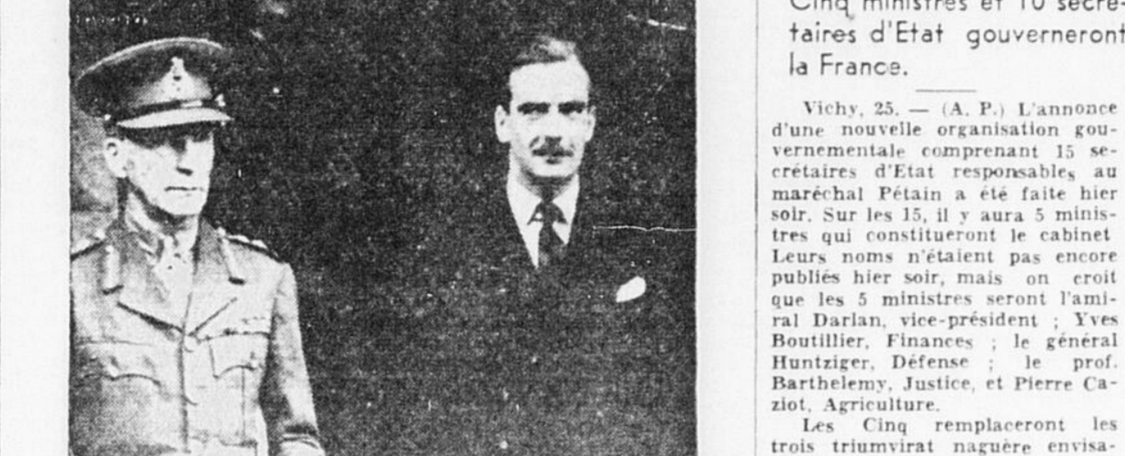 Cinq ministres et 10 secré-
taires d'Etat gouverneront
la France.
Vichy, 25. — (A. P.) L'annonce
d'une nouvelle organisation gou-
vernementale comprenant 15 se-
crétaires d'Etat responsables au
maréchal Pétain a été faite hier
soir. Sur les 15, il y aura 5 minis-
tres qui constitueront le cabinet
Leurs noms n'étaient pas encore
publiés hier soir, mais on croit
que les 5 ministres seront l'ami-
ral Darlan, vice-président ; Yves
Boutillier, Finances ; le général
Huntziger, Défense ; le prof.
Barthelemy, Justice, et Pierre Ca-
ziot, Agriculture.
Les Cinq remplaceront les
trois triumvirat naguère envisa-